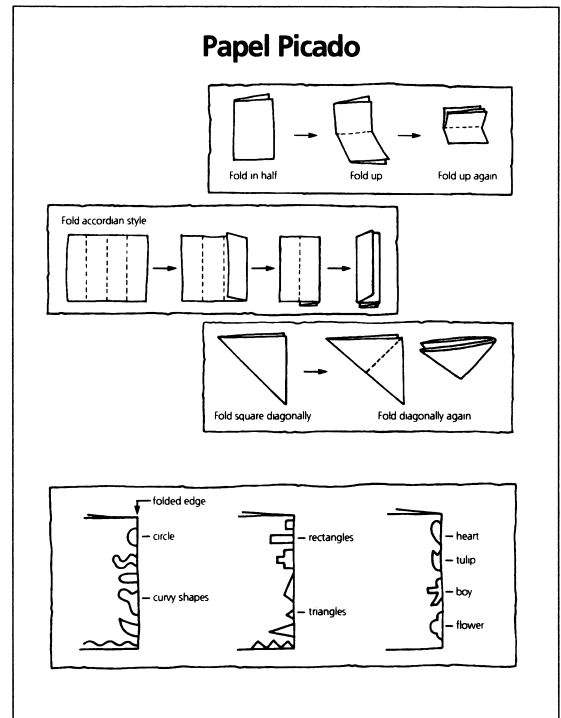 Papel Picado
Fold in half
Fold up
Fold up again
Fold accordian style
Fold square diagonally
Fold diagonally again
folded edge
circle
curvy shapes
rectangles
triangles
heart
tulip
boy
flower